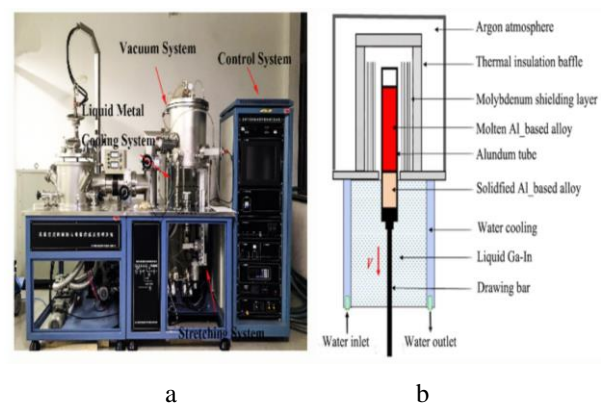 Vacuum System
Control System
Liquid Metal
Cooling System
Stretching System
Argon atmosphere
Thermal insulation baffle
Molybdenum shielding layer
Molten Al_based alloy
Alundum tube
Solidfied Al_based alloy
Water cooling
Liquid Ga-In
V
Drawing bar
Water inlet
Water outlet
a
b